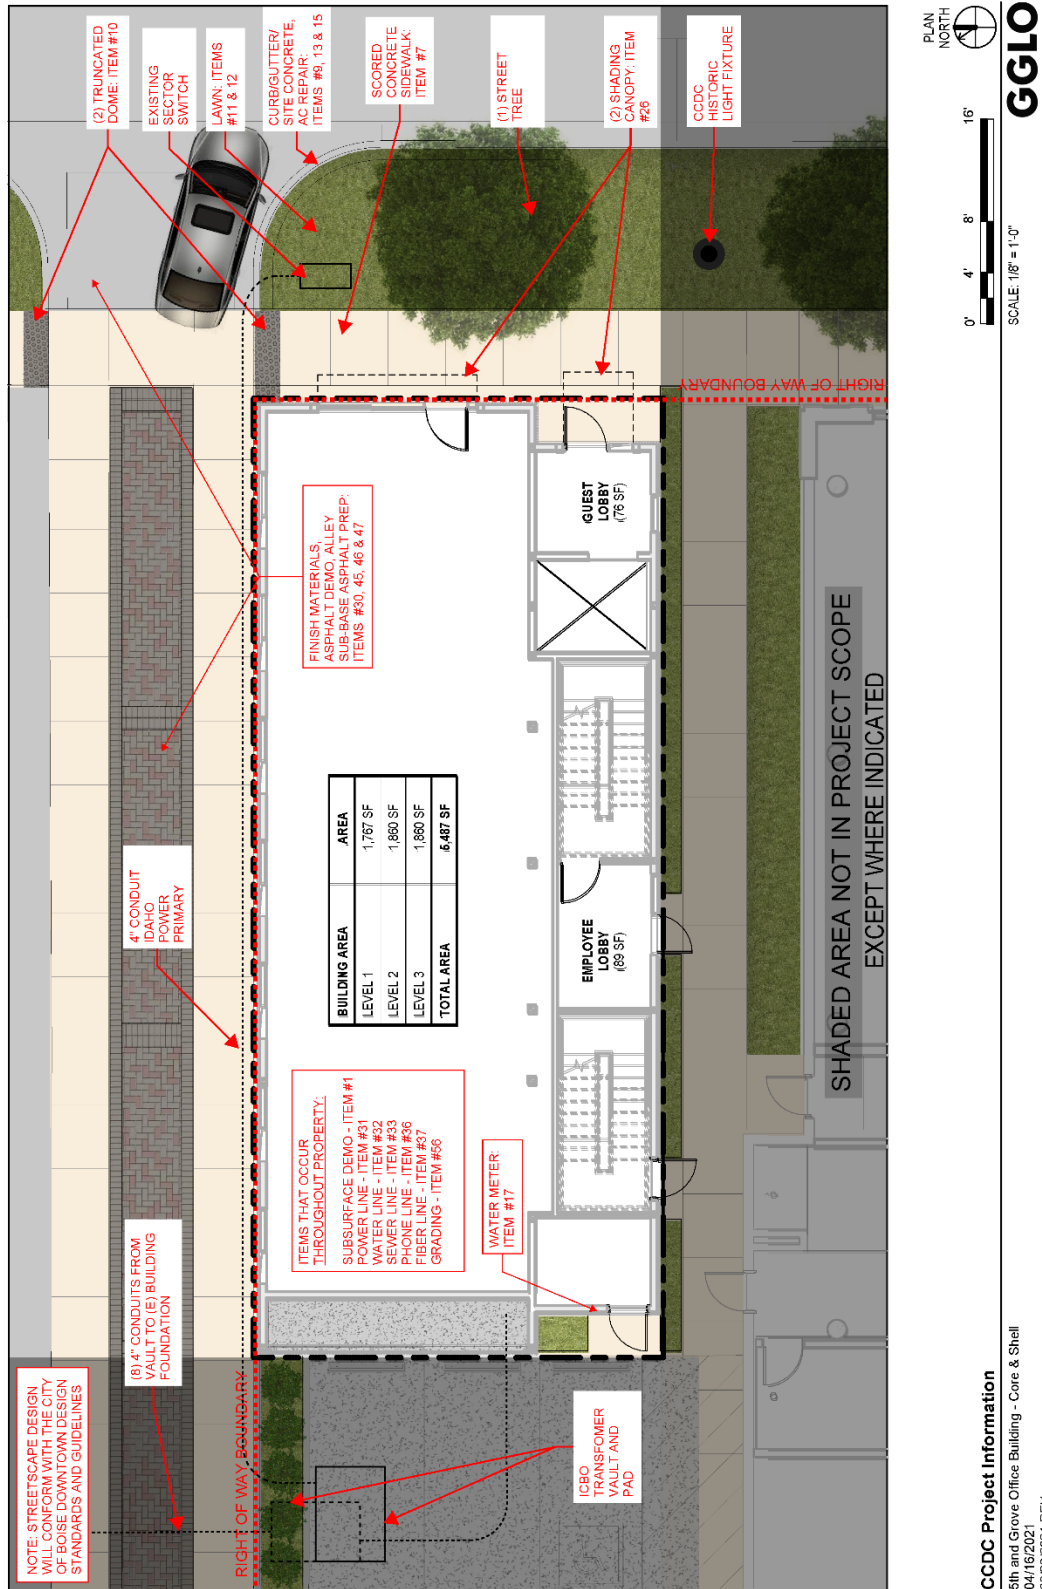 NOTE: STREETSCAPE DESIGN
WILL CONFORM WITH THE CITY
OF BOISE DOWNTOWN DESIGN
STANDARDS AND GUIDELINES
(8) 4" CONDUITS FROM
VAULT TO (E) BUILDING
FOUNDATION
4" CONDUIT
IDAHO
POWER
PRIMARY
(2) TRUNCATED
DOME: ITEM #10
EXISTING
SECTOR
SWITCH
LAWN: ITEMS
#11 & 12
CURB/GUTTER/
SITE CONCRETE,
AC REPAIR:
ITEMS #9, 13 & 15
SCORED
CONCRETE
SIDEWALK:
ITEM #7
(1) STREET
TREE
(2) SHADING
CANOPY: ITEM
#26
CCDC
HISTORIC
LIGHT FIXTURE
RIGHT OF WAY BOUNDARY
RIGHT OF WAY BOUNDARY
FINISH MATERIALS,
ASPHALT DEMO, ALLEY
SUB-BASE ASPHALT PREP:
ITEMS #30, 45, 46 & 47
ITEMS THAT OCCUR
THROUGHOUT PROPERTY:
SUBSURFACE DEMO - ITEM #1
POWER LINE - ITEM #31
WATER LINE - ITEM #32
SEWER LINE - ITEM #33
PHONE LINE - ITEM #36
FIBER LINE - ITEM #37
GRADING - ITEM #56
BUILDING AREA AREA
LEVEL 1 1,767 SF
LEVEL 2 1,860 SF
LEVEL 3 1,860 SF
TOTAL AREA 5,487 SF
WATER METER:
ITEM #17
ICBO
TRANSFOMER
VAULT AND
PAD
EMPLOYEE
LOBBY
(89 SF)
GUEST
LOBBY
(76 SF)
SHADED AREA NOT IN PROJECT SCOPE
EXCEPT WHERE INDICATED
CCDC Project Information
5th and Grove Office Building - Core & Shell
04/16/2021
0' 4' 8' 16'
SCALE: 1/8" = 1'-0"
PLAN
NORTH
GGLO